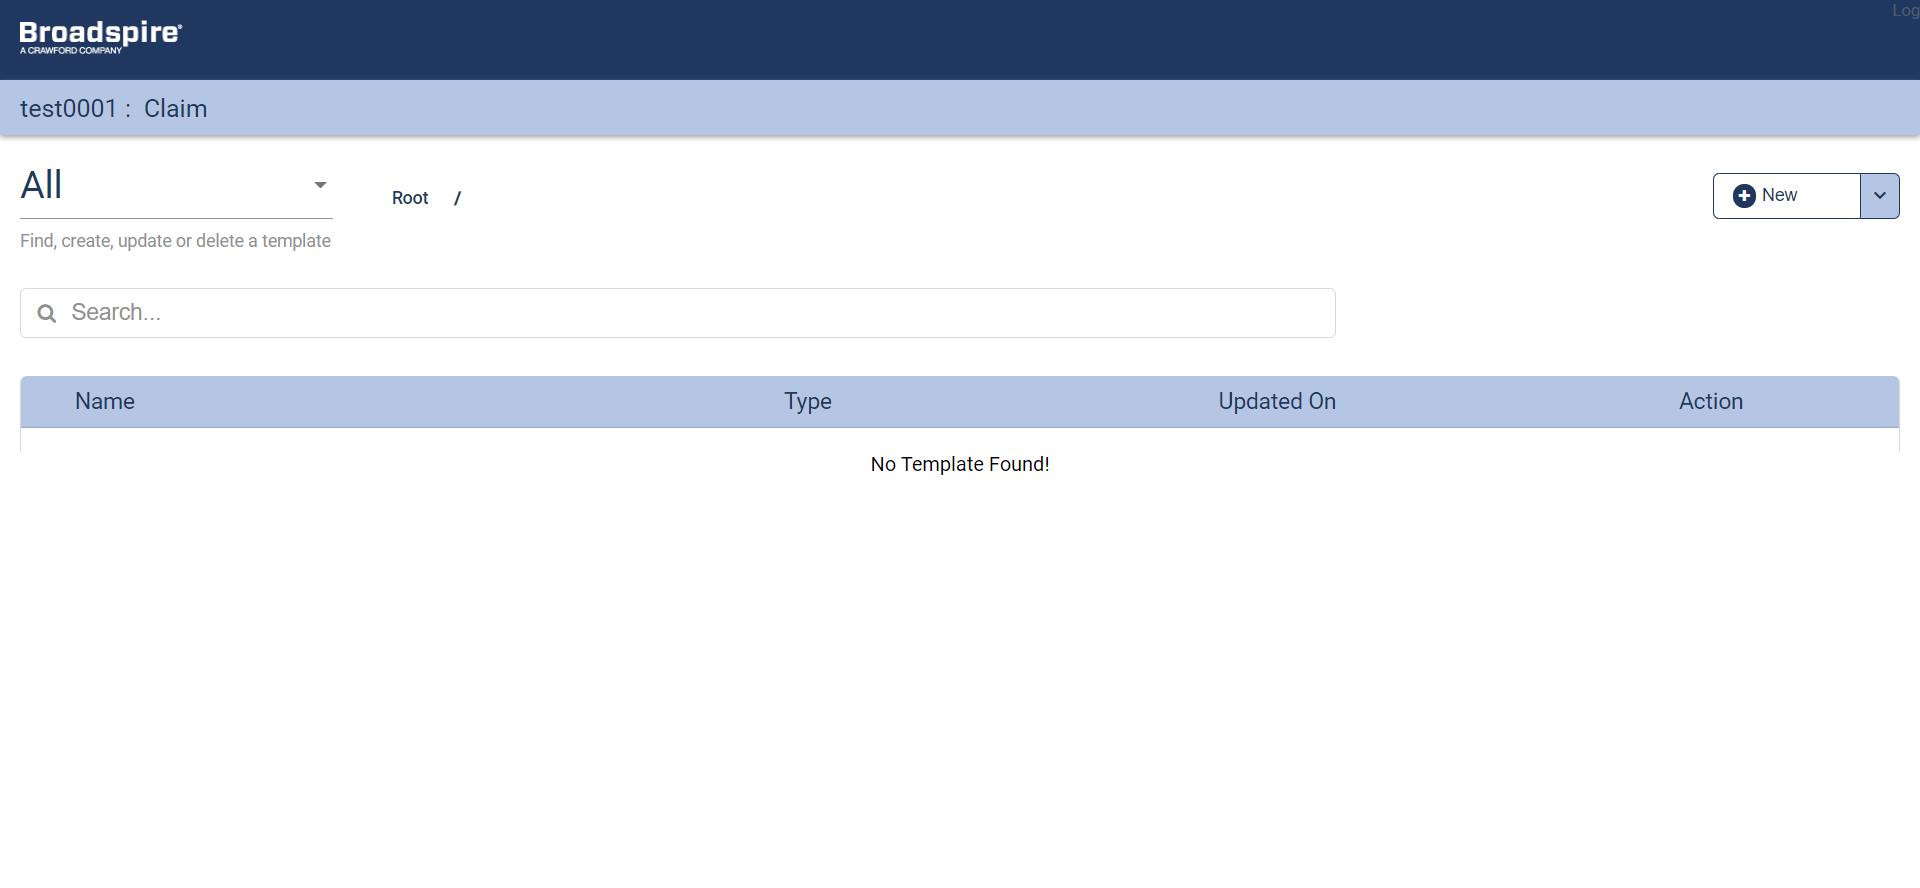 Broadspire®
A CRAWFORD COMPANY
Log
test0001 : Claim
All
Root /
New
Find, create, update or delete a template
Search...
Name Type Updated On Action
No Template Found!